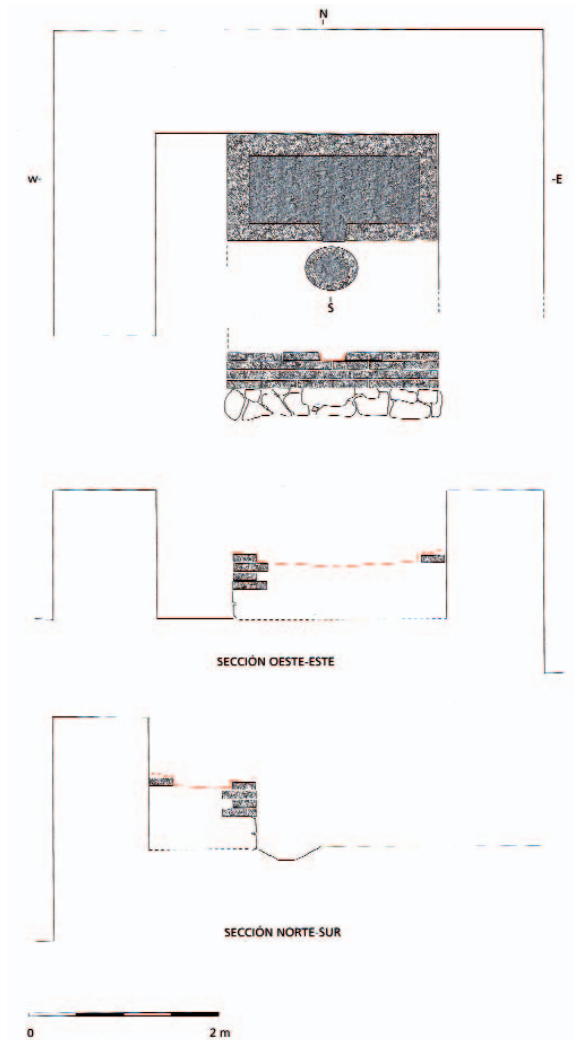 N
W-
-E
S
SECCIÓN OESTE-ESTE
SECCIÓN NORTE-SUR
0 2 m